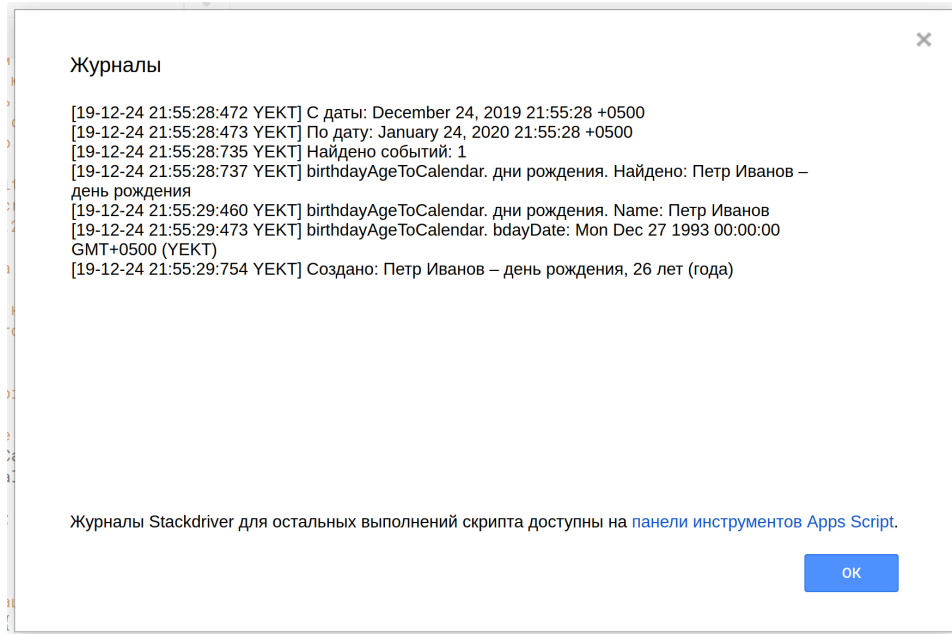 Журналы
[19-12-24 21:55:28:472 YEKT] С даты: December 24, 2019 21:55:28 +0500
[19-12-24 21:55:28:473 YEKT] По дату: January 24, 2020 21:55:28 +0500
[19-12-24 21:55:28:735 YEKT] Найдено событий: 1
[19-12-24 21:55:28:737 YEKT] birthdayAgeToCalendar. дни рождения. Найдено: Петр Иванов –
день рождения
[19-12-24 21:55:29:460 YEKT] birthdayAgeToCalendar. дни рождения. Name: Петр Иванов
[19-12-24 21:55:29:473 YEKT] birthdayAgeToCalendar. bdayDate: Mon Dec 27 1993 00:00:00
GMT+0500 (YEKT)
[19-12-24 21:55:29:754 YEKT] Создано: Петр Иванов – день рождения, 26 лет (года)
Журналы Stackdriver для остальных выполнений скрипта доступны на панели инструментов Apps Script.
ОК